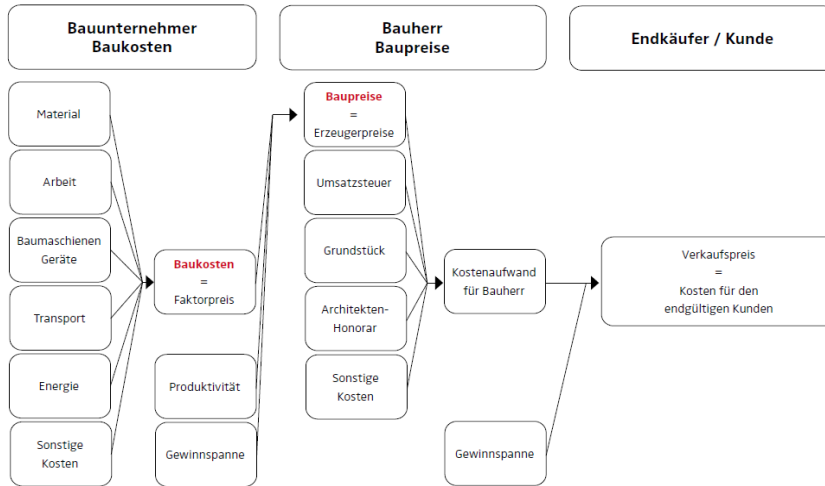 Bauunternehmer
Baukosten
Bauherr
Baupreise
Endkäufer / Kunde
Material
Arbeit
Baumaschienen
Geräte
Transport
Energie
Sonstige
Kosten
Baukosten
=
Faktorpreis
Produktivität
Gewinnspanne
Baupreise
=
Erzeugerpreise
Umsatzsteuer
Grundstück
Architekten-
Honorar
Sonstige
Kosten
Kostenaufwand
für Bauherr
Gewinnspanne
Verkaufspreis
=
Kosten für den
endgültigen Kunden